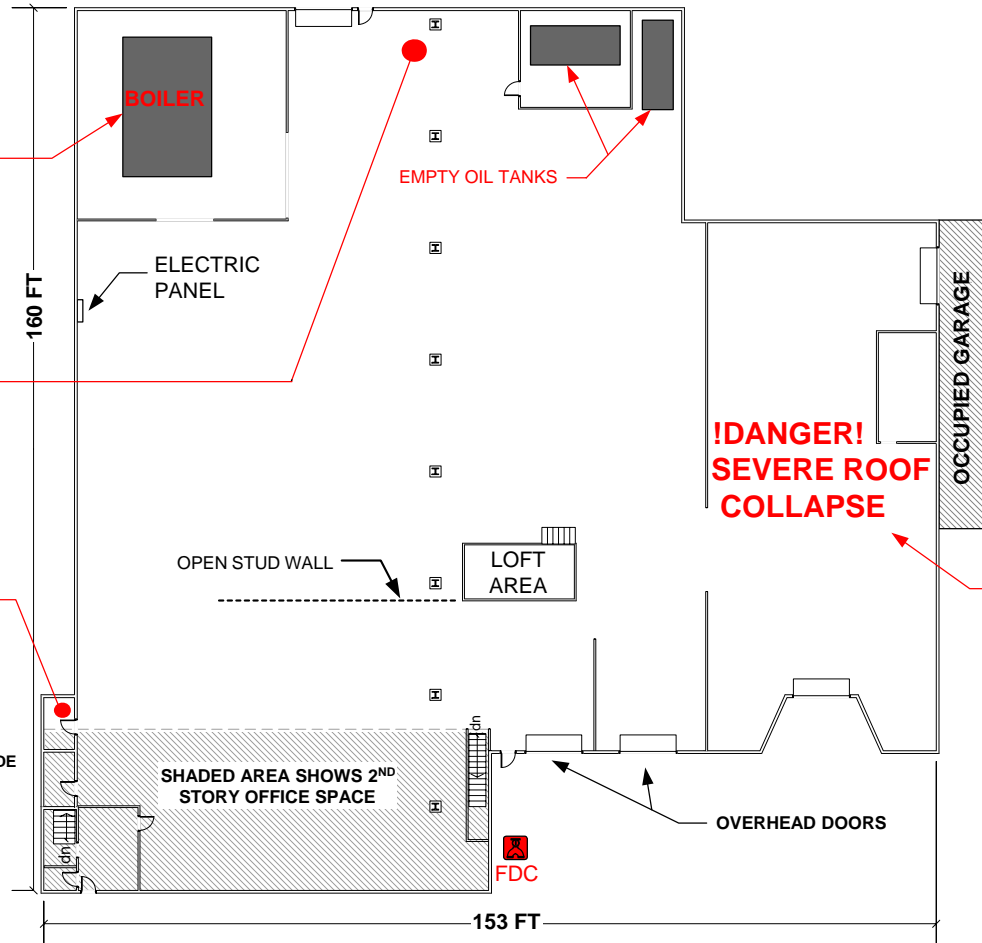 BOILER
EMPTY OIL TANKS
ELECTRIC
PANEL
160 FT
OCCUPIED GARAGE
!DANGER!
SEVERE ROOF
COLLAPSE
OPEN STUD WALL
LOFT
AREA
DE
SHADED AREA SHOWS 2ND
STORY OFFICE SPACE
dn
dn
OVERHEAD DOORS
FDC
153 FT